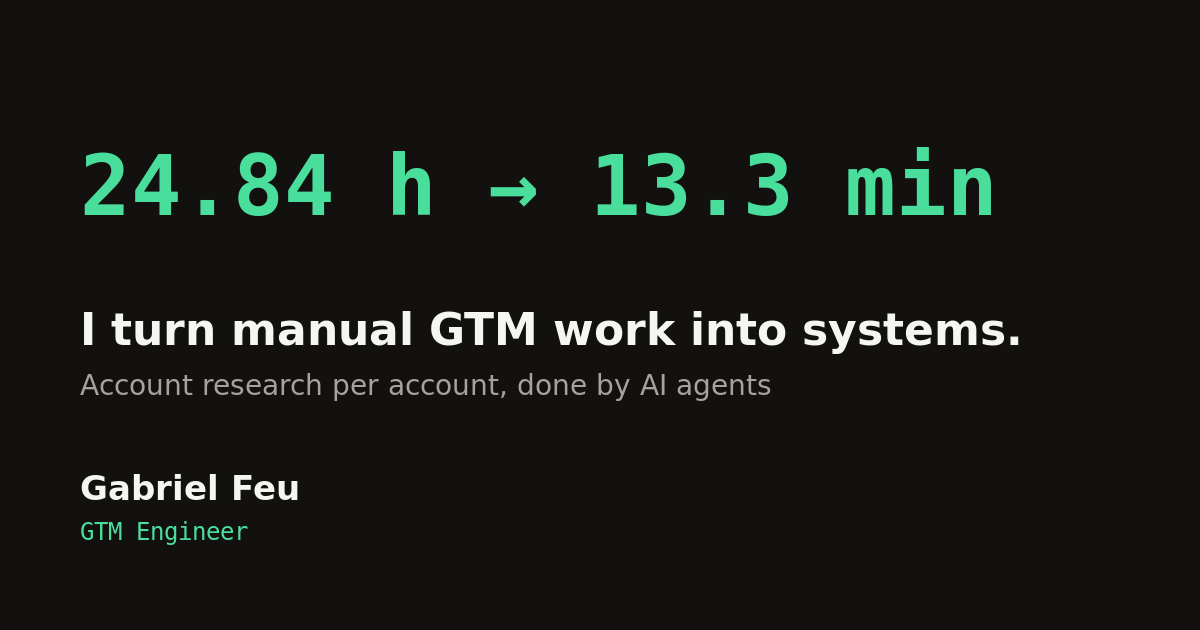 24.84 h → 13.3 min
I turn manual GTM work into systems.
Account research per account, done by AI agents
Gabriel Feu
GTM Engineer